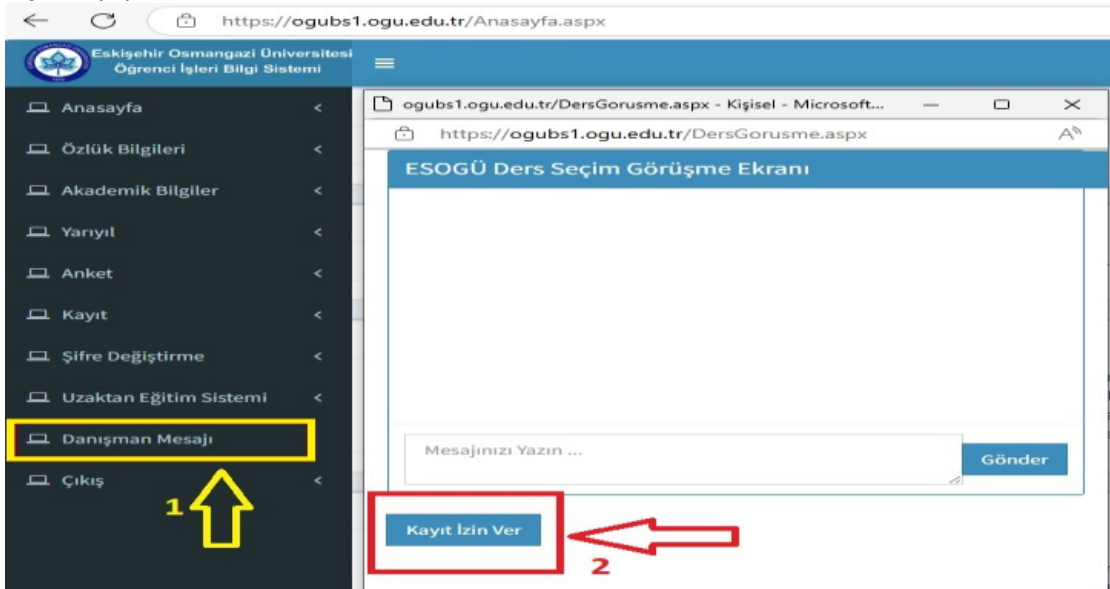 https://ogubs1.ogu.edu.tr/Anasayfa.aspx
Eskişehir Osmangazi Üniversitesi
Öğrenci İşleri Bilgi Sistemi
Anasayfa
Özlük Bilgileri
Akademik Bilgiler
Yarıyıl
Anket
Kayıt
Şifre Değiştirme
Uzaktan Eğitim Sistemi
Danışman Mesajı
Çıkış
1
ogubs1.ogu.edu.tr/DersGorusme.aspx - Kişisel - Microsoft...
https://ogubs1.ogu.edu.tr/DersGorusme.aspx
ESOGÜ Ders Seçim Görüşme Ekranı
Mesajınızı Yazın ...
Gönder
Kayıt İzin Ver
2